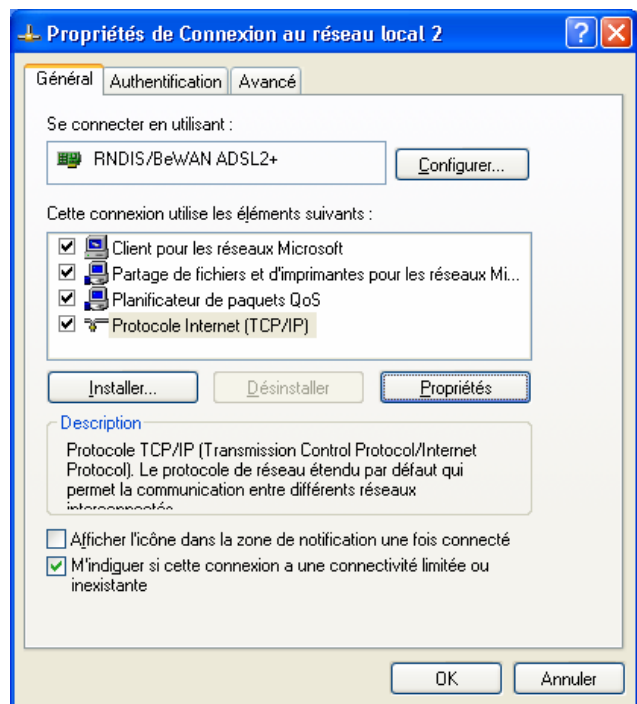 Propriétés de Connexion au réseau local 2
Général Authentification Avancé
Se connecter en utilisant :
RNDIS/BeWAN ADSL2+
Configurer...
Cette connexion utilise les éléments suivants :
Client pour les réseaux Microsoft
Partage de fichiers et d'imprimantes pour les réseaux Mi...
Planificateur de paquets QoS
Protocole Internet (TCP/IP)
Installer... Désinstaller Propriétés
Description
Protocole TCP/IP (Transmission Control Protocol/Internet
Protocol). Le protocole de réseau étendu par défaut qui
permet la communication entre différents réseaux
interconnectés.
Afficher l'icône dans la zone de notification une fois connecté
M'indiquer si cette connexion a une connectivité limitée ou
inexistante
OK Annuler